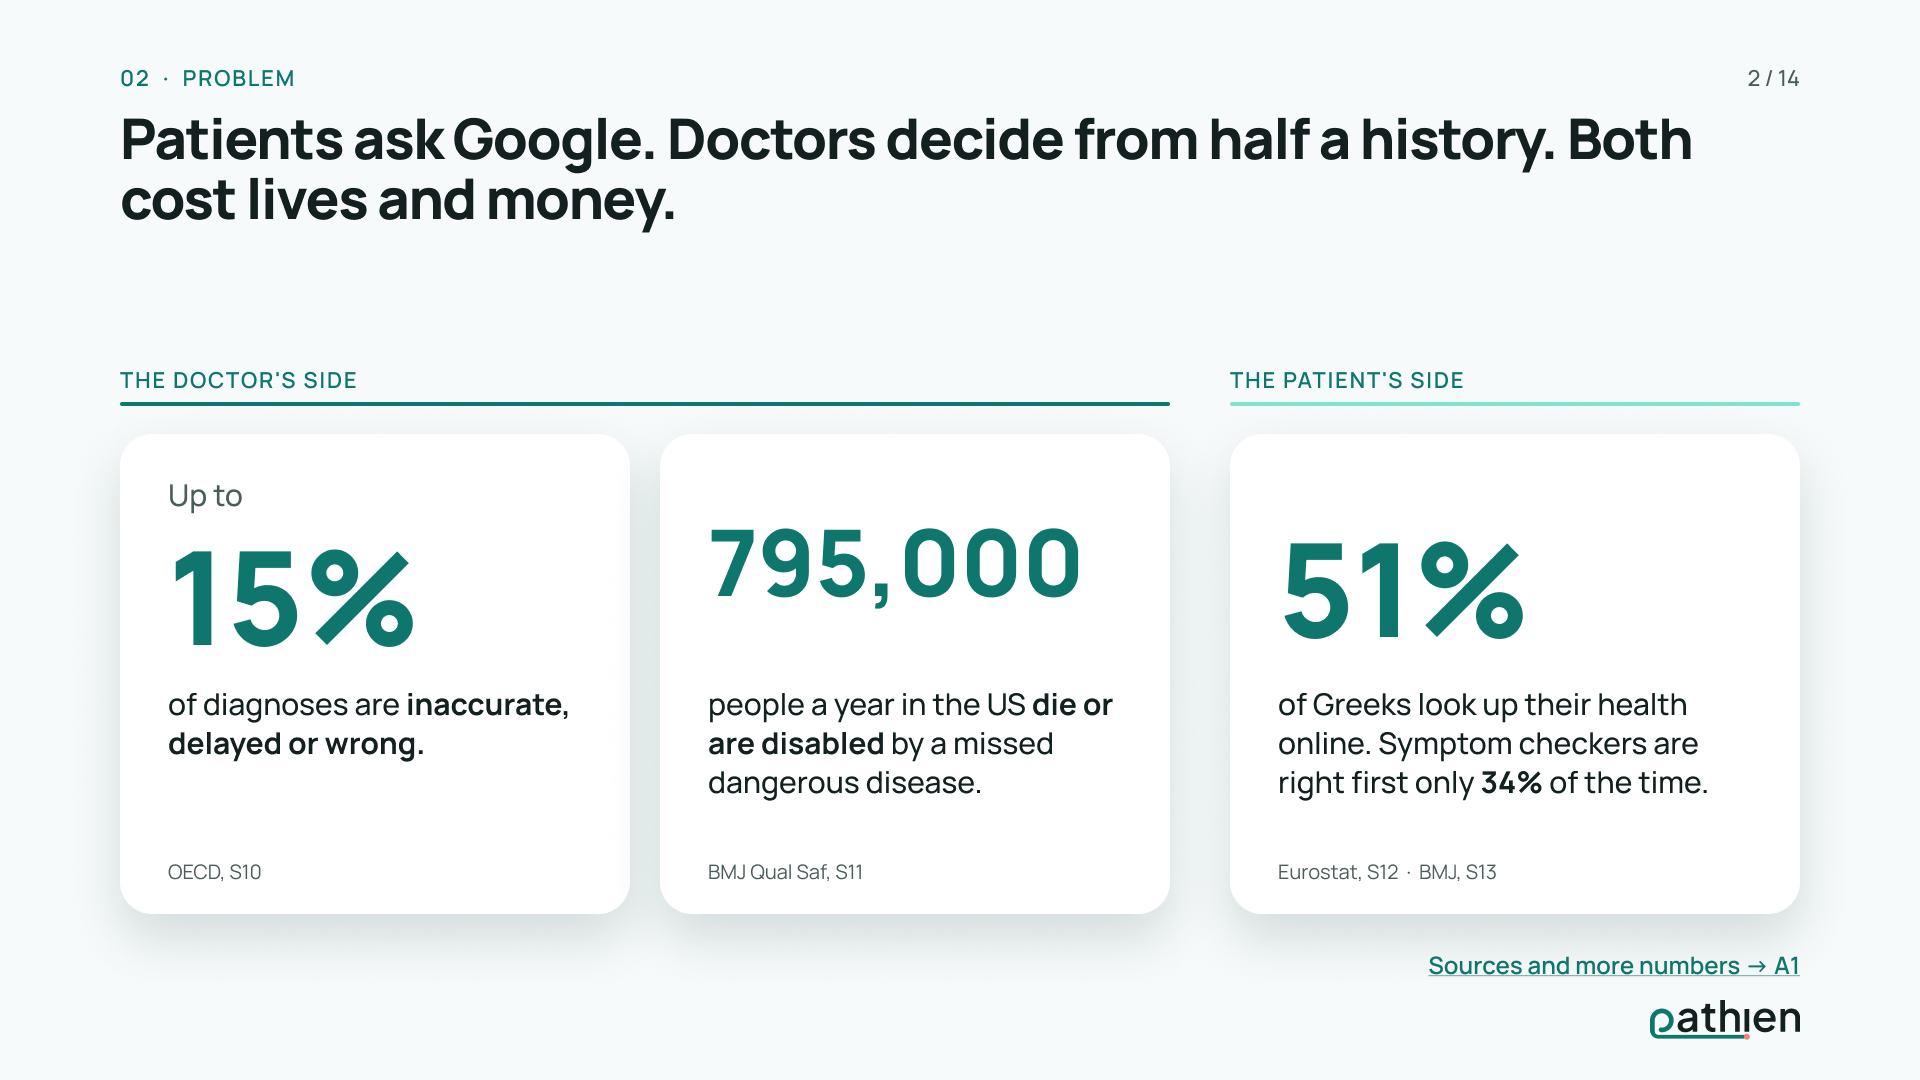 02 · PROBLEM
2 / 14
Patients ask Google. Doctors decide from half a history. Both
cost lives and money.
THE DOCTOR'S SIDE
Up to
15%
of diagnoses are inaccurate,
delayed or wrong.
OECD, S10
795,000
people a year in the US die or
are disabled by a missed
dangerous disease.
BMJ Qual Saf, S11
THE PATIENT'S SIDE
51%
of Greeks look up their health
online. Symptom checkers are
right first only 34% of the time.
Eurostat, S12 · BMJ, S13
Sources and more numbers → A1
pathien